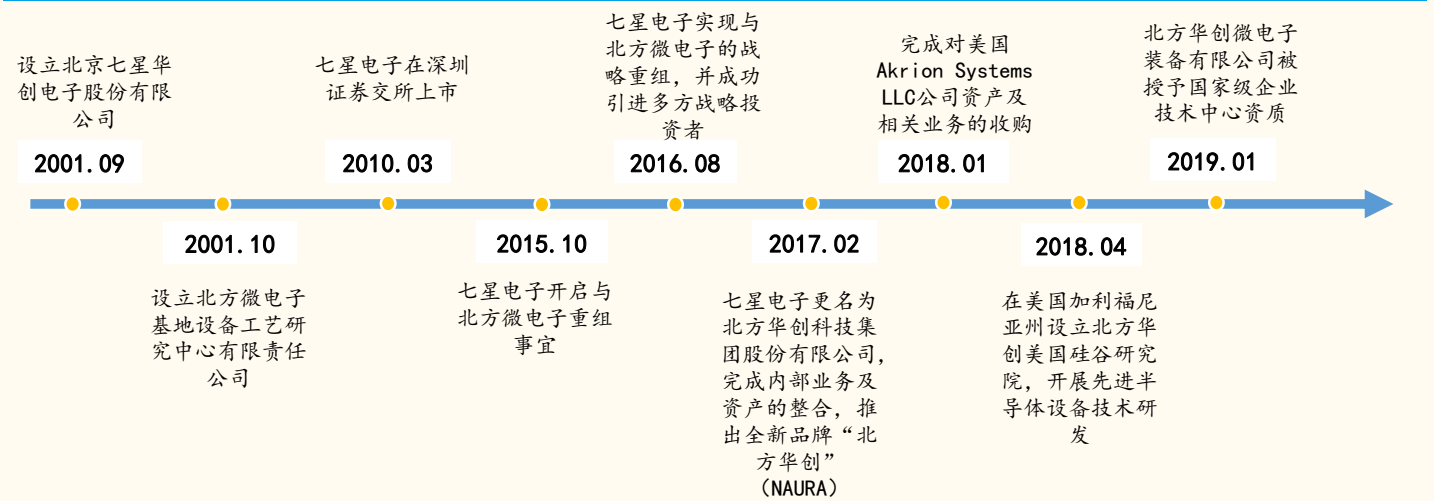 设立北京七星华
创电子股份有限
公司
2001.09
2001.10
设立北方微电子
基地设备工艺研
究中心有限责任
公司
七星电子在深圳
证券交所上市
2010.03
2015.10
七星电子开启与
北方微电子重组
事宜
七星电子实现与
北方微电子的战
略重组，并成功
引进多方战略投
资者
2016.08
2017.02
七星电子更名为
北方华创科技集
团股份有限公司，
完成内部业务及
资产的整合，推
出全新品牌“北
方华创”
（NAURA）
完成对美国
Akrion Systems
LLC公司资产及
相关业务的收购
2018.01
2018.04
在美国加利福尼
亚州设立北方华
创美国硅谷研究
院，开展先进半
导体设备技术研
发
北方华创微电子
装备有限公司被
授予国家级企业
技术中心资质
2019.01